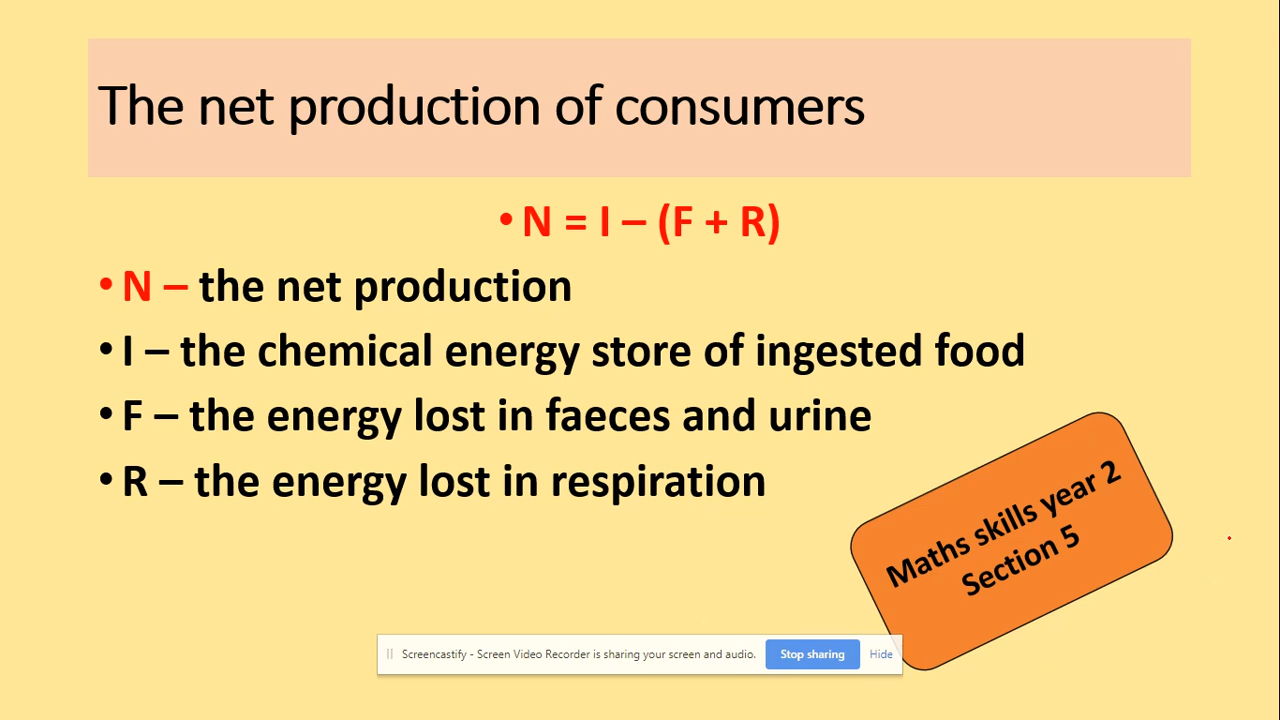 The net production of consumers
• N = I – (F + R)
• N – the net production
• I – the chemical energy store of ingested food
• F – the energy lost in faeces and urine
• R – the energy lost in respiration
Maths skills year 2
Section 5
Screencastify - Screen Video Recorder is sharing your screen and audio. Stop sharing Hide